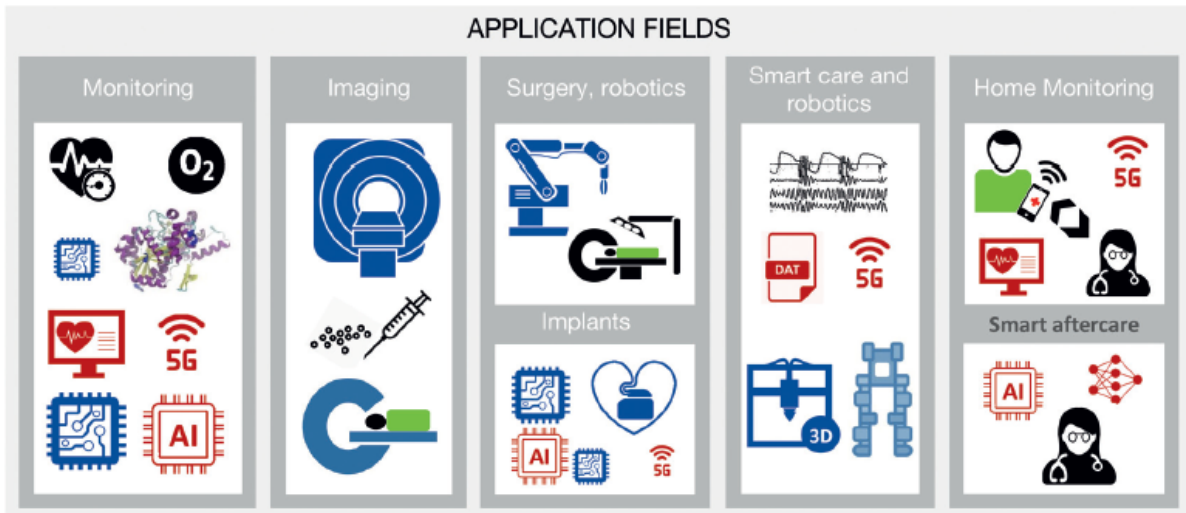 APPLICATION FIELDS
Monitoring
O2
5G
AI
Imaging
Surgery, robotics
Implants
AI
5G
Smart care and
robotics
DAT
5G
3D
Home Monitoring
5G
Smart aftercare
AI